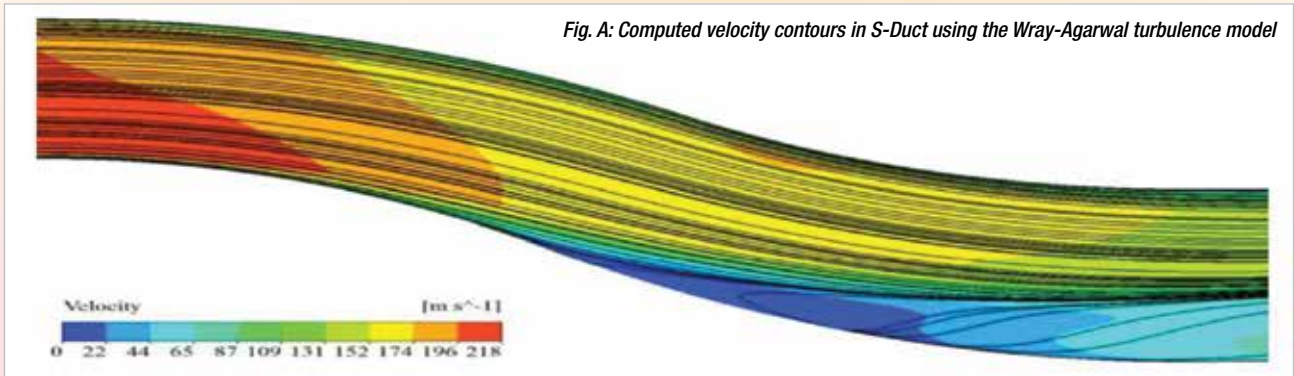 Fig. A: Computed velocity contours in S-Duct using the Wray-Agarwal turbulence model
Velocity [m s^-1]
0 22 44 65 87 109 131 152 174 196 218